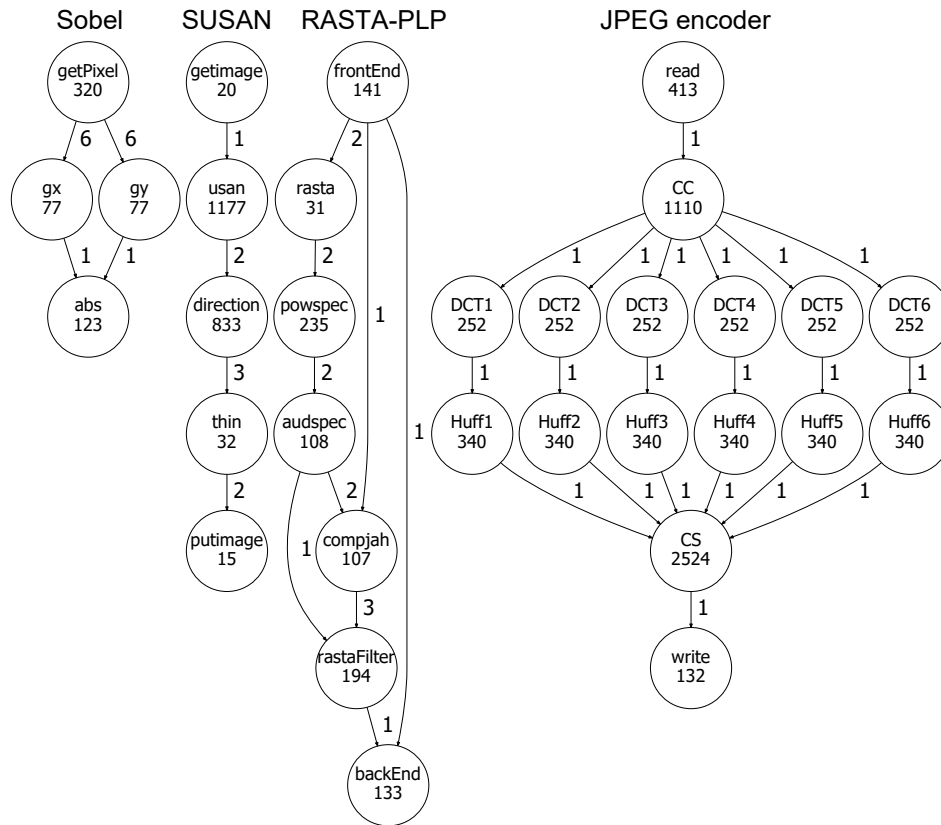 Sobel
SUSAN
RASTA-PLP
JPEG encoder
getPixel
320
6
6
gx
77
gy
77
1
1
abs
123
getimage
20
1
usan
1177
2
direction
833
3
thin
32
2
putimage
15
frontEnd
141
2
1
1
rasta
31
2
powspec
235
2
audspec
108
2
1
compjah
107
3
rastaFilter
194
1
backEnd
133
read
413
1
CC
1110
1
1
1
1
1
1
DCT1
252
DCT2
252
DCT3
252
DCT4
252
DCT5
252
DCT6
252
1
1
1
1
1
1
Huff1
340
Huff2
340
Huff3
340
Huff4
340
Huff5
340
Huff6
340
1
1
1
1
1
1
CS
2524
1
write
132